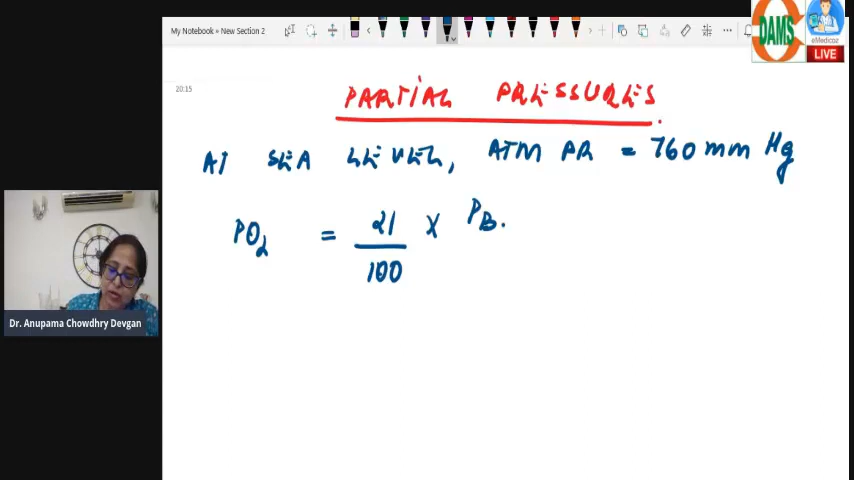 My Notebook » New Section 2
DAMS
eMedicoz
LIVE
20:15
PARTIAL PRESSURES.
AT SEA LEVEL, ATM PR = 760 mm Hg
PO2 = 21/100 X PB.
Dr. Anupama Chowdhry Devgan